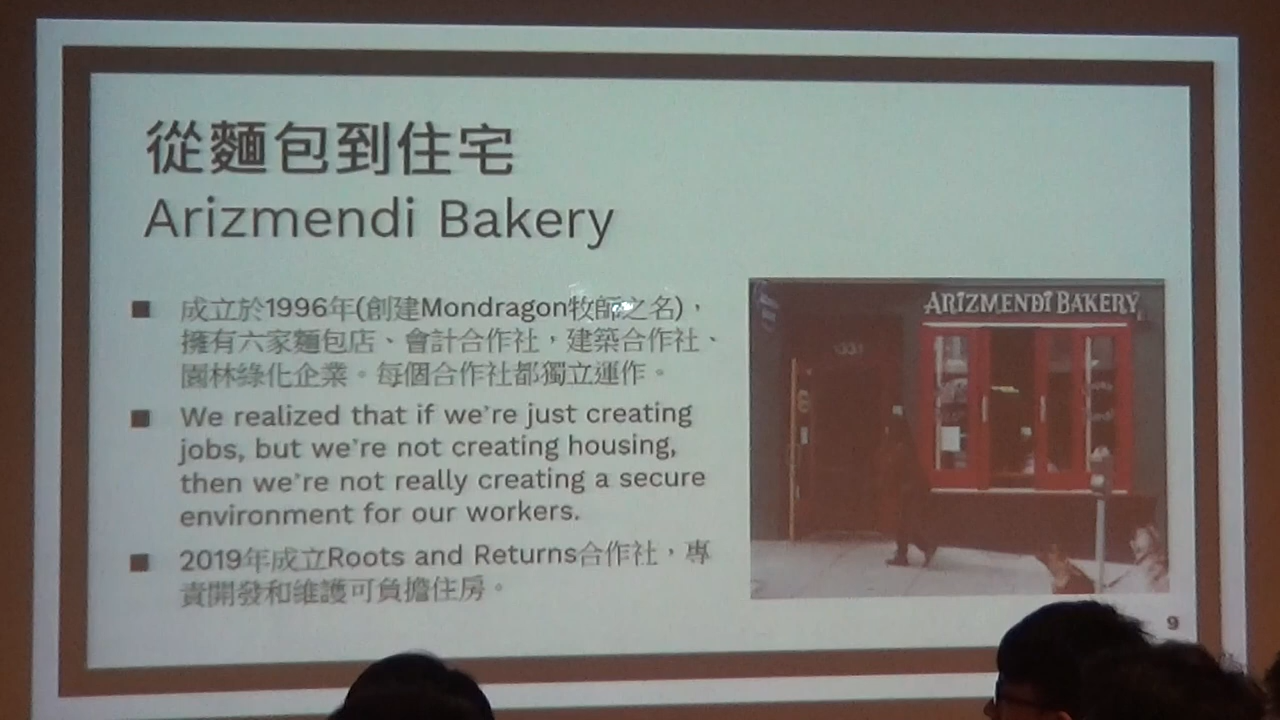 從麵包到住宅
Arizmendi Bakery
■ 成立於1996年(創建Mondragon牧師之名)，
擁有六家麵包店、會計合作社，建築合作社、
園林綠化企業。每個合作社都獨立運作。
■ We realized that if we're just creating
jobs, but we're not creating housing,
then we're not really creating a secure
environment for our workers.
■ 2019年成立Roots and Returns合作社，專
責開發和維護可負擔住房。
ARIZMENDI BAKERY
9